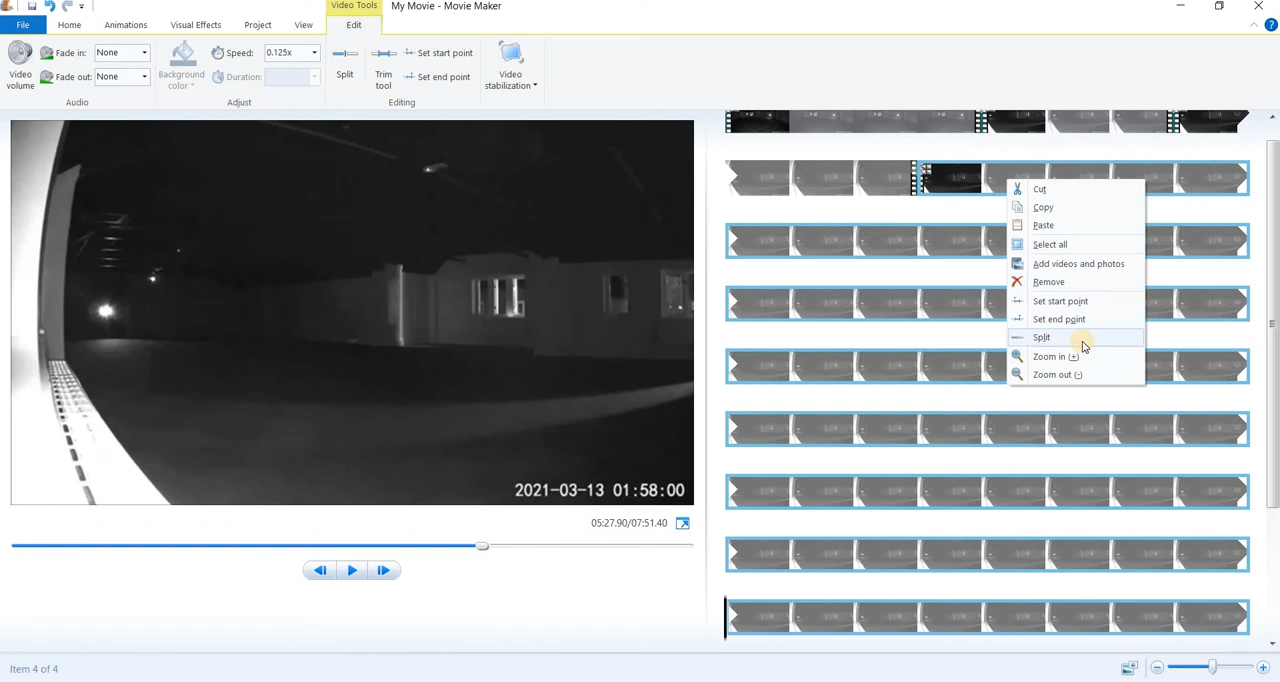 Video Tools
My Movie - Movie Maker
File
Home
Animations
Visual Effects
Project
View
Edit
Video volume
Fade in: None
Fade out: None
Audio
Background color
Speed: 0.125x
Duration:
Adjust
Split
Trim tool
Set start point
Set end point
Editing
Video stabilization
Cut
Copy
Paste
Select all
Add videos and photos
Remove
Set start point
Set end point
Split
Zoom in (+)
Zoom out (-)
2021-03-13 01:58:00
05:27.90/07:51.40
Item 4 of 4